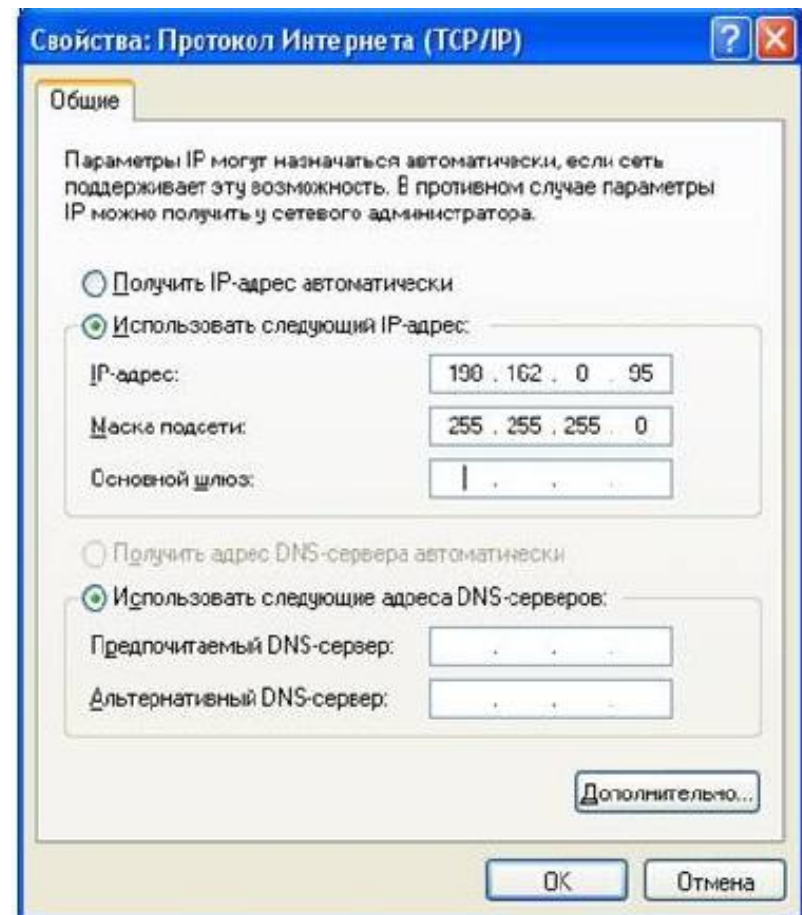 Свойства: Протокол Интернета (TCP/IP)
Общие
Параметры IP могут назначаться автоматически, если сеть
поддерживает эту возможность. В противном случае параметры
IP можно получить у сетевого администратора.
Получить IP-адрес автоматически
Использовать следующий IP-адрес:
IP-адрес: 198 . 162 . 0 . 95
Маска подсети: 255 . 255 . 255 . 0
Основной шлюз: . . .
Получить адрес DNS-сервера автоматически
Использовать следующие адреса DNS-серверов:
Предпочитаемый DNS-сервер: . . .
Альтернативный DNS-сервер: . . .
Дополнительно...
OK Отмена